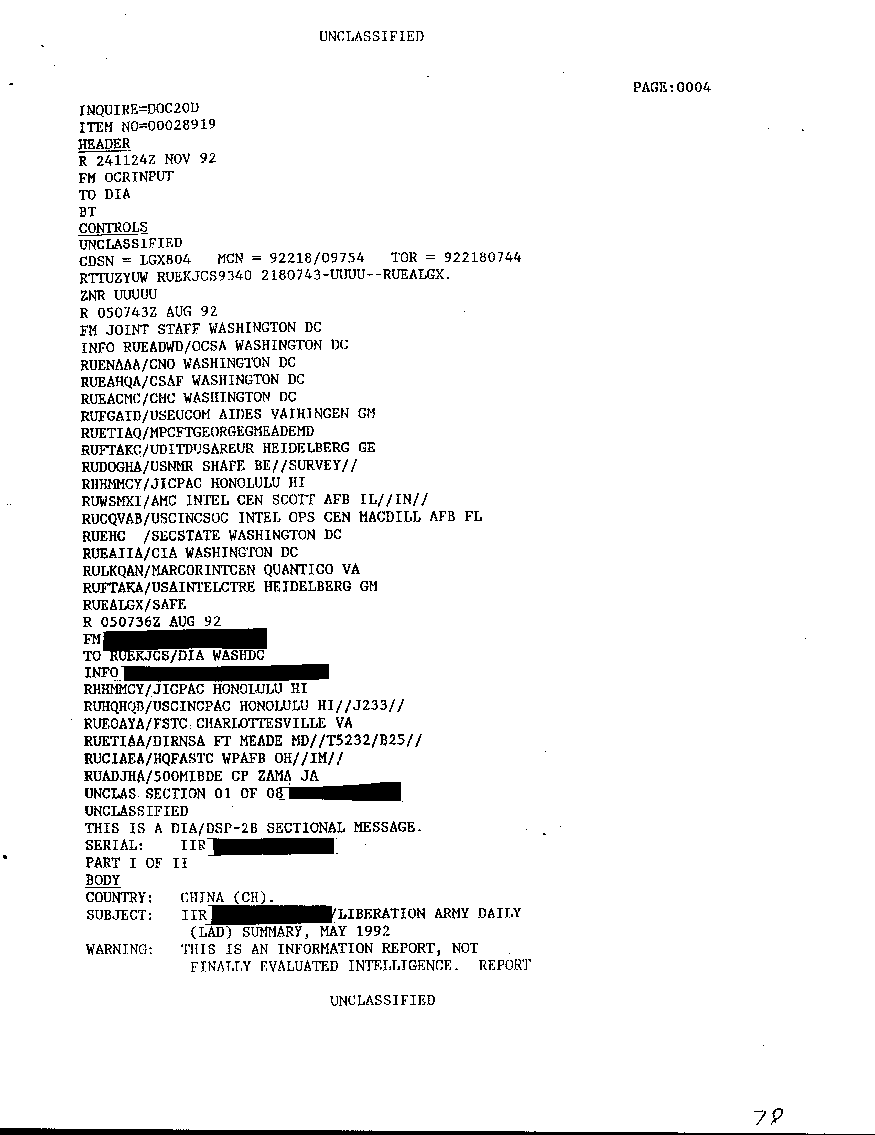 UNCLASSIFIED
PAGE:0004
INQUIRE=DOC20D
ITEM NO=00028919
HEADER
R 241124Z NOV 92
FM OGRINPUT
TO DIA
BT
CONTROLS
UNCLASSIFIED
CDSN = LGX804 MCN = 92218/09754 TOR = 922180744
RTTUZYUW RUEKJCS9340 2180743-UUUU--RUEALGX.
ZNR UUUUU
R 050743Z AUG 92
FM JOINT STAFF WASHINGTON DC
INFO RUEADWD/OCSA WASHINGTON DC
RUENAAA/CNO WASHINGTON DC
RUEAHQA/CSAF WASHINGTON DC
RUEACMC/CMC WASHINGTON DC
RUFGAID/USEUCOM AIDES VAIHINGEN GM
RUETIAQ/MPCFTGEORGEGMEADEMD
RUFTAKC/UDITDUSAREUR HEIDELBERG GE
RUDOGHA/USNMR SHAPE BE//SURVEY//
RHHMMCY/JICPAC HONOLULU HI
RUWSMXI/AMC INTEL CEN SCOTT AFB IL//IN//
RUCQVAB/USCINCSOC INTEL OPS CEN MACDILL AFB FL
RUEHC /SECSTATE WASHINGTON DC
RUEAIIA/CIA WASHINGTON DC
RULKQAN/MARCORINTCEN QUANTICO VA
RUFTAKA/USAINTELCTRE HEIDELBERG GM
RUEALGX/SAFE
R 050736Z AUG 92
FM
TO RUEKJCS/DIA WASHDC
INFO
RHHMMCY/JICPAC HONOLULU HI
RUHQHQB/USCINCPAC HONOLULU HI//J233//
RUEOAYA/FSTC CHARLOTTESVILLE VA
RUETIAA/DIRNSA FT MEADE MD//T5232/B25//
RUCIAEA/HQFASTC WPAFB OH//IM//
RUADJHA/500MIBDE CP ZAMA JA
UNCLAS SECTION 01 OF 08
UNCLASSIFIED
THIS IS A DIA/DSP-2B SECTIONAL MESSAGE.
SERIAL: IIR
PART I OF II
BODY
COUNTRY: CHINA (CH).
SUBJECT: IIR /LIBERATION ARMY DAILY
(LAD) SUMMARY, MAY 1992
WARNING: THIS IS AN INFORMATION REPORT, NOT
FINALLY EVALUATED INTELLIGENCE. REPORT
UNCLASSIFIED
78